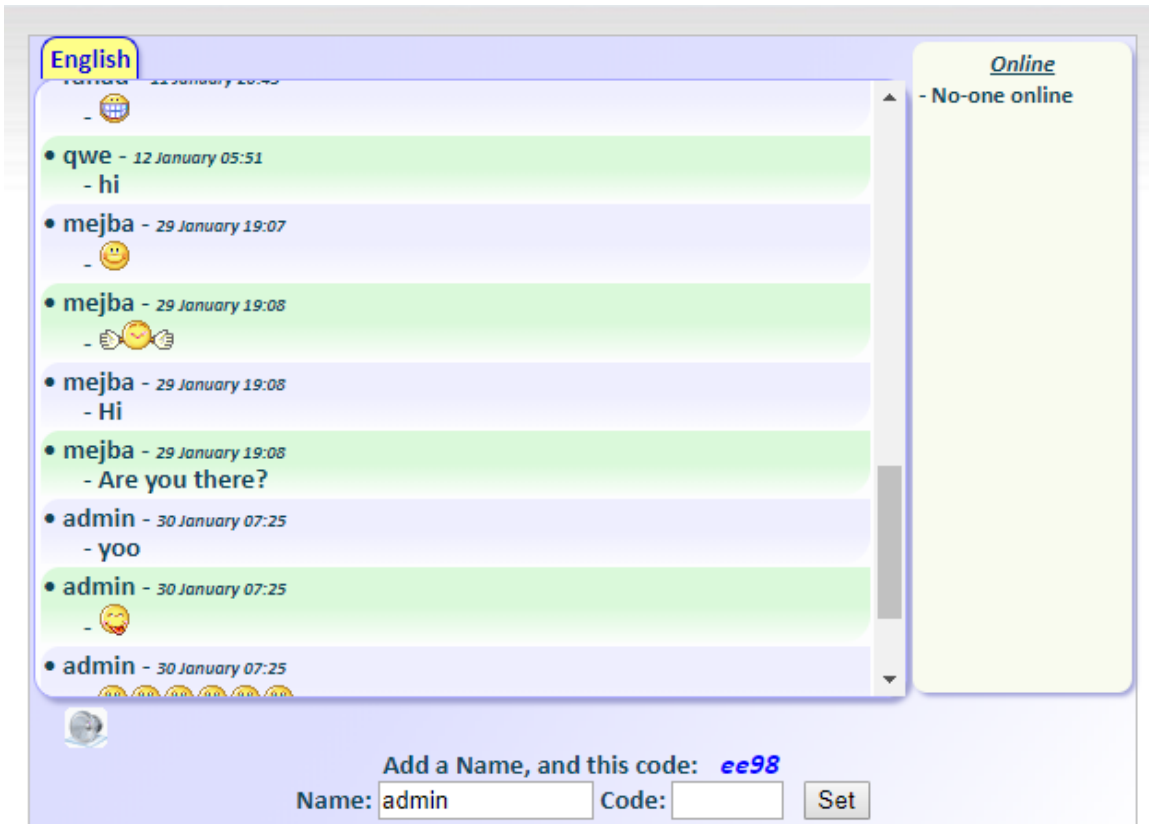 English
Online
- No-one online
-
• qwe - 12 January 05:51
- hi
• mejba - 29 January 19:07
-
• mejba - 29 January 19:08
-
• mejba - 29 January 19:08
- Hi
• mejba - 29 January 19:08
- Are you there?
• admin - 30 January 07:25
- yoo
• admin - 30 January 07:25
-
• admin - 30 January 07:25
Add a Name, and this code: ee98
Name: admin Code: Set